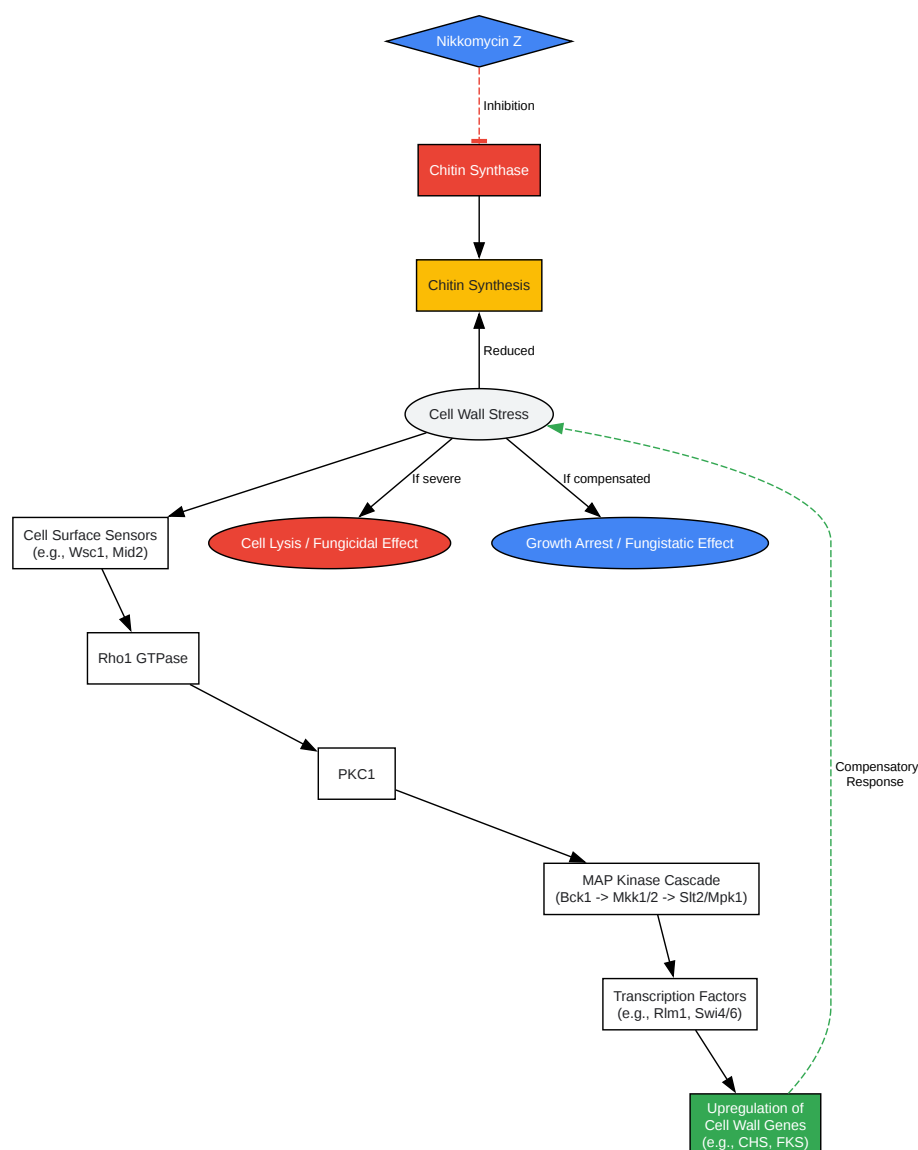 Nikkomycin Z
Inhibition
Chitin Synthase
Chitin Synthesis
Reduced
Cell Wall Stress
If severe
If compensated
Cell Surface Sensors
(e.g., Wsc1, Mid2)
Cell Lysis / Fungicidal Effect
Growth Arrest / Fungistatic Effect
Rho1 GTPase
PKC1
Compensatory
Response
MAP Kinase Cascade
(Bck1 -> Mkk1/2 -> Slt2/Mpk1)
Transcription Factors
(e.g., Rlm1, Swi4/6)
Upregulation of
Cell Wall Genes
(e.g., CHS, FKS)